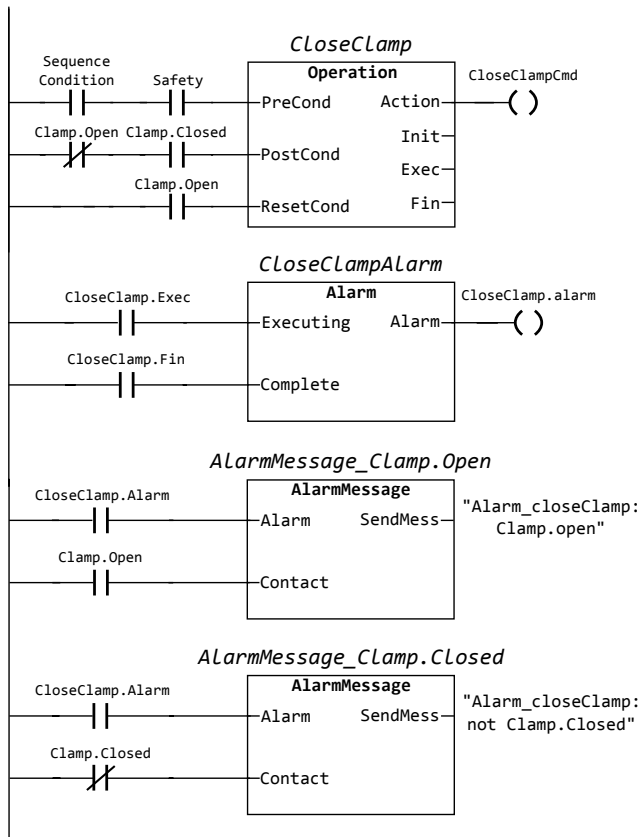 CloseClamp
Sequence
Condition
Safety
Operation
CloseClampCmd
PreCond
Action
Clamp.Open
Clamp.Closed
Init
PostCond
Exec
Clamp.Open
ResetCond
Fin
CloseClampAlarm
CloseClamp.Exec
Alarm
CloseClamp.alarm
Executing
Alarm
CloseClamp.Fin
Complete
AlarmMessage_Clamp.Open
CloseClamp.Alarm
AlarmMessage
Alarm
SendMess
"Alarm_closeClamp:
Clamp.open"
Clamp.Open
Contact
AlarmMessage_Clamp.Closed
CloseClamp.Alarm
AlarmMessage
Alarm
SendMess
"Alarm_closeClamp:
not Clamp.Closed"
Clamp.Closed
Contact